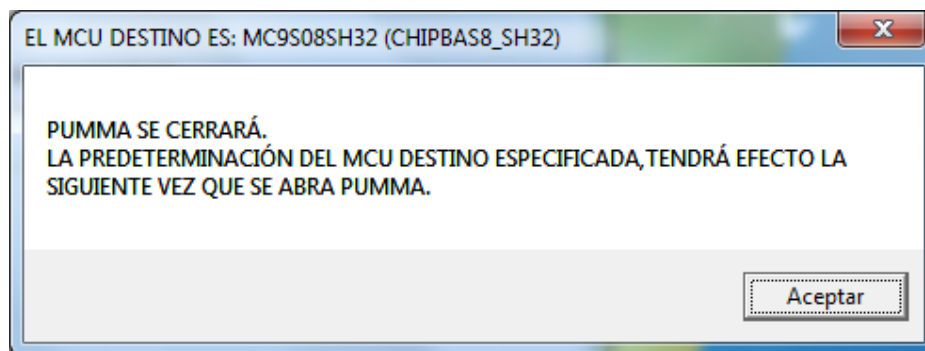 EL MCU DESTINO ES: MC9S08SH32 (CHIPBAS8_SH32)
PUMMA SE CERRARÁ.
LA PREDETERMINACIÓN DEL MCU DESTINO ESPECIFICADA,TENDRÁ EFECTO LA
SIGUIENTE VEZ QUE SE ABRA PUMMA.
Aceptar